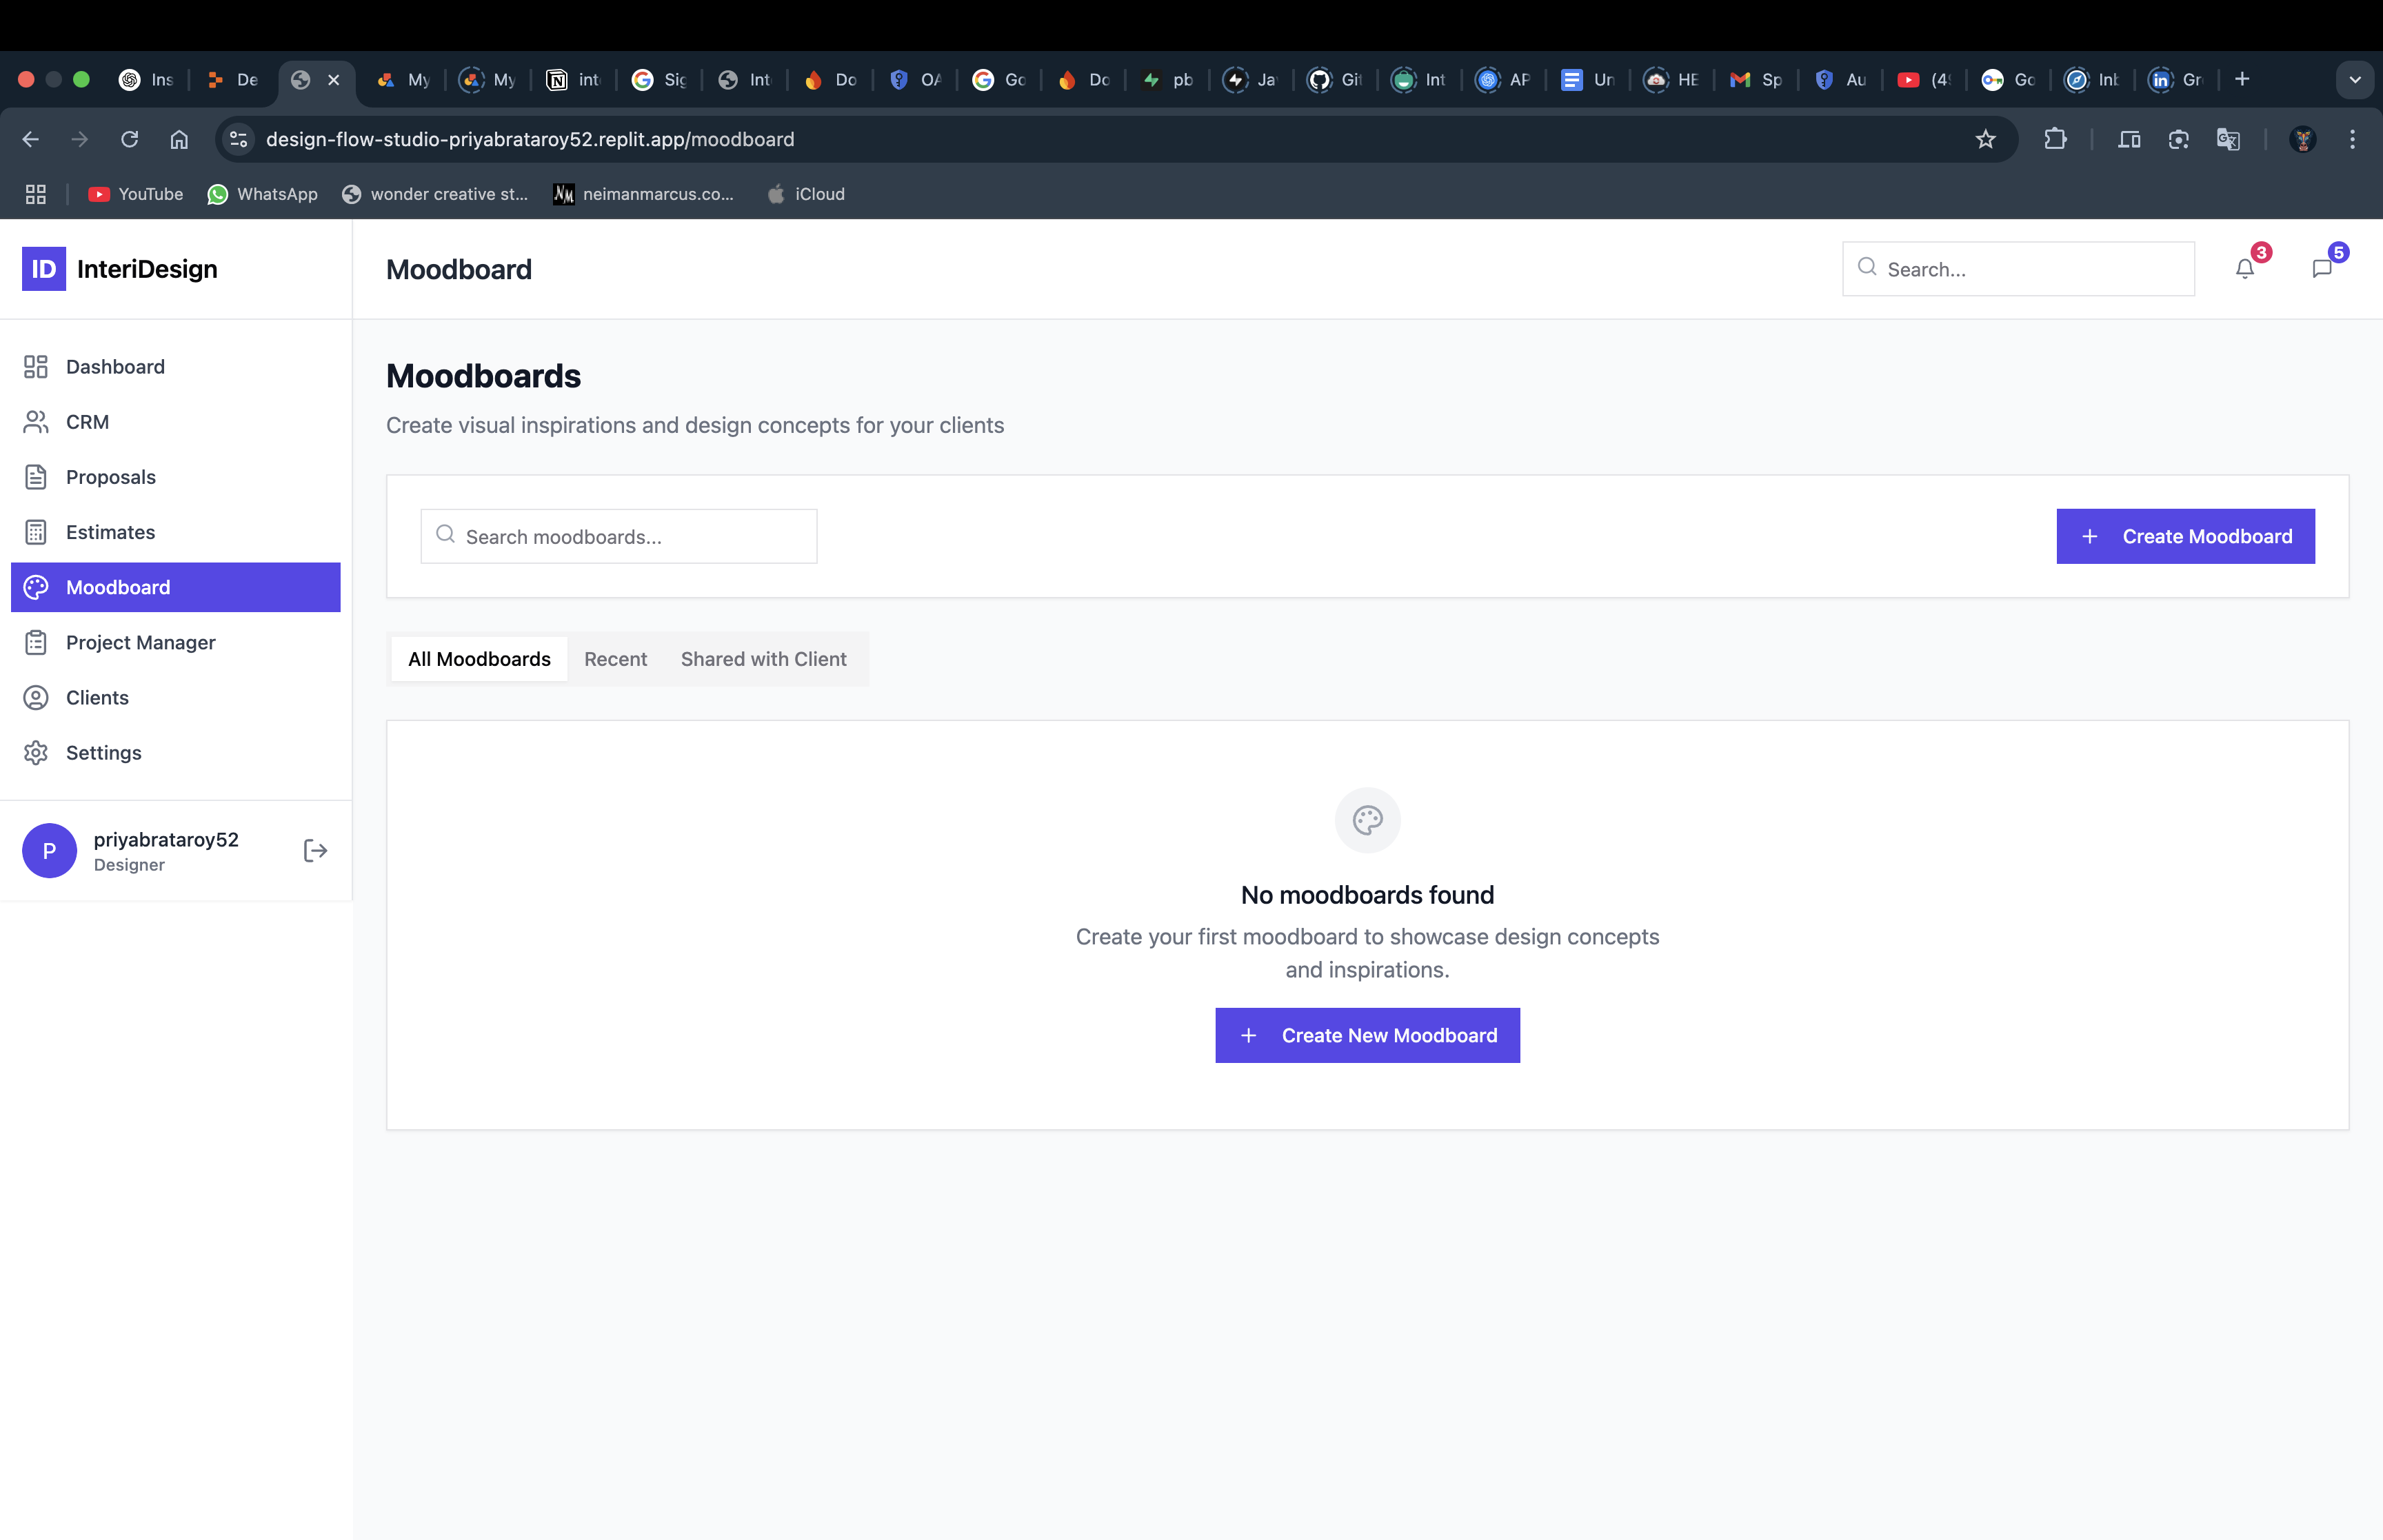 Ins
De
My
My
int
Sig
Int
Do
OA
Go
Do
pb
Ja
Git
Int
AP
Un
HE
Sp
Au
(4
Go
Inb
Gr
design-flow-studio-priyabrataroy52.replit.app/moodboard
YouTube
WhatsApp
wonder creative st...
NM
neimanmarcus.co...
iCloud
ID
InteriDesign
Moodboard
Search...
3
5
Dashboard
CRM
Proposals
Estimates
Moodboard
Project Manager
Clients
Settings
P
priyabrataroy52
Designer
Moodboards
Create visual inspirations and design concepts for your clients
Search moodboards...
+ Create Moodboard
All Moodboards
Recent
Shared with Client
No moodboards found
Create your first moodboard to showcase design concepts
and inspirations.
+ Create New Moodboard